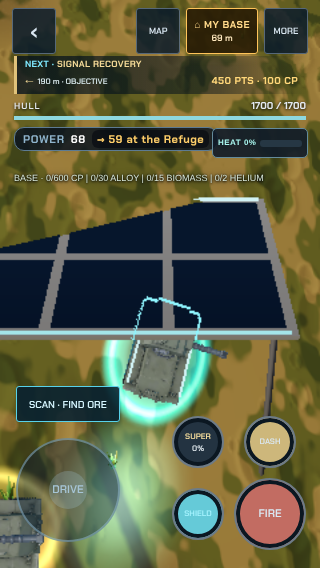 ‹
MAP
⌂ MY BASE
69 m
MORE
NEXT · SIGNAL RECOVERY
← 190 m · OBJECTIVE
450 PTS · 100 CP
HULL
1700 / 1700
POWER 68 → 59 at the Refuge
HEAT 0%
BASE · 0/600 CP | 0/30 ALLOY | 0/15 BIOMASS | 0/2 HELIUM
SCAN · FIND ORE
SUPER
0%
DASH
DRIVE
SHIELD
FIRE